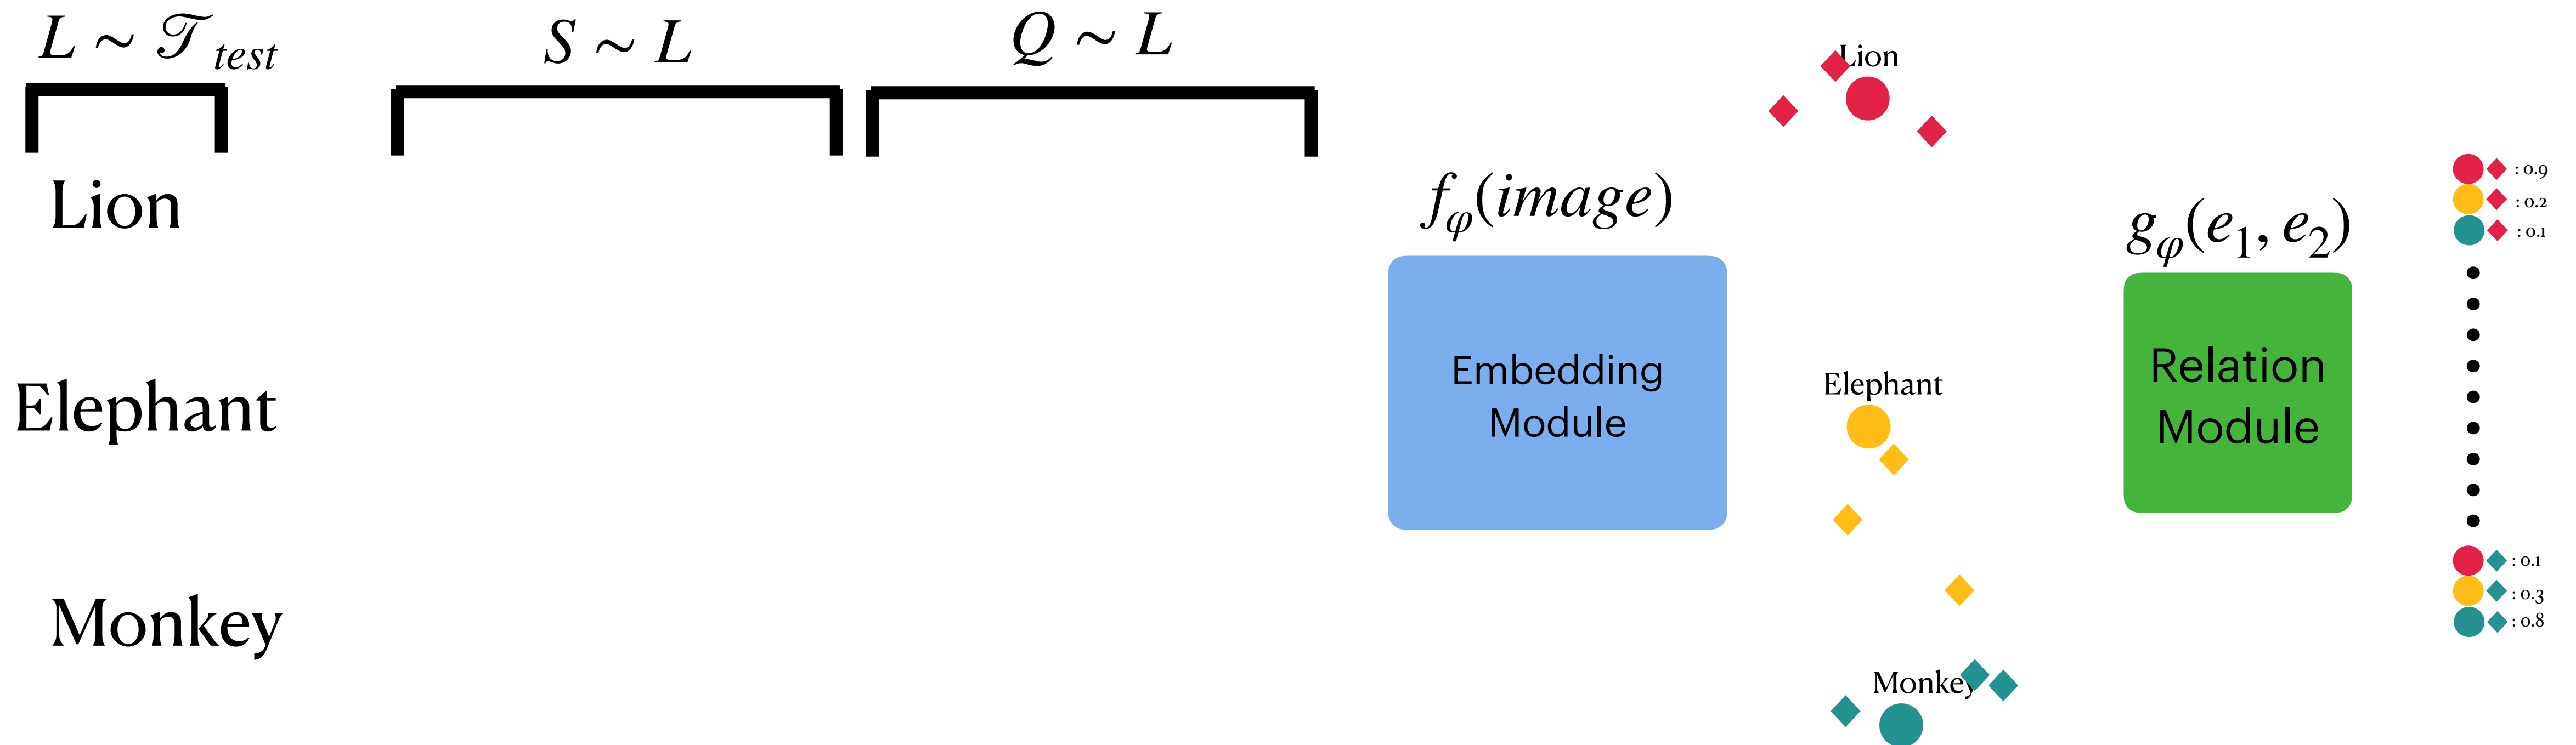 L ~ 𝒯 test
S ~ L
Q ~ L
Lion
Elephant
Monkey
fφ(image)
Embedding
Module
Lion
Elephant
Monkey
gφ(e1, e2)
Relation
Module
: 0.9
: 0.2
: 0.1
: 0.1
: 0.3
: 0.8